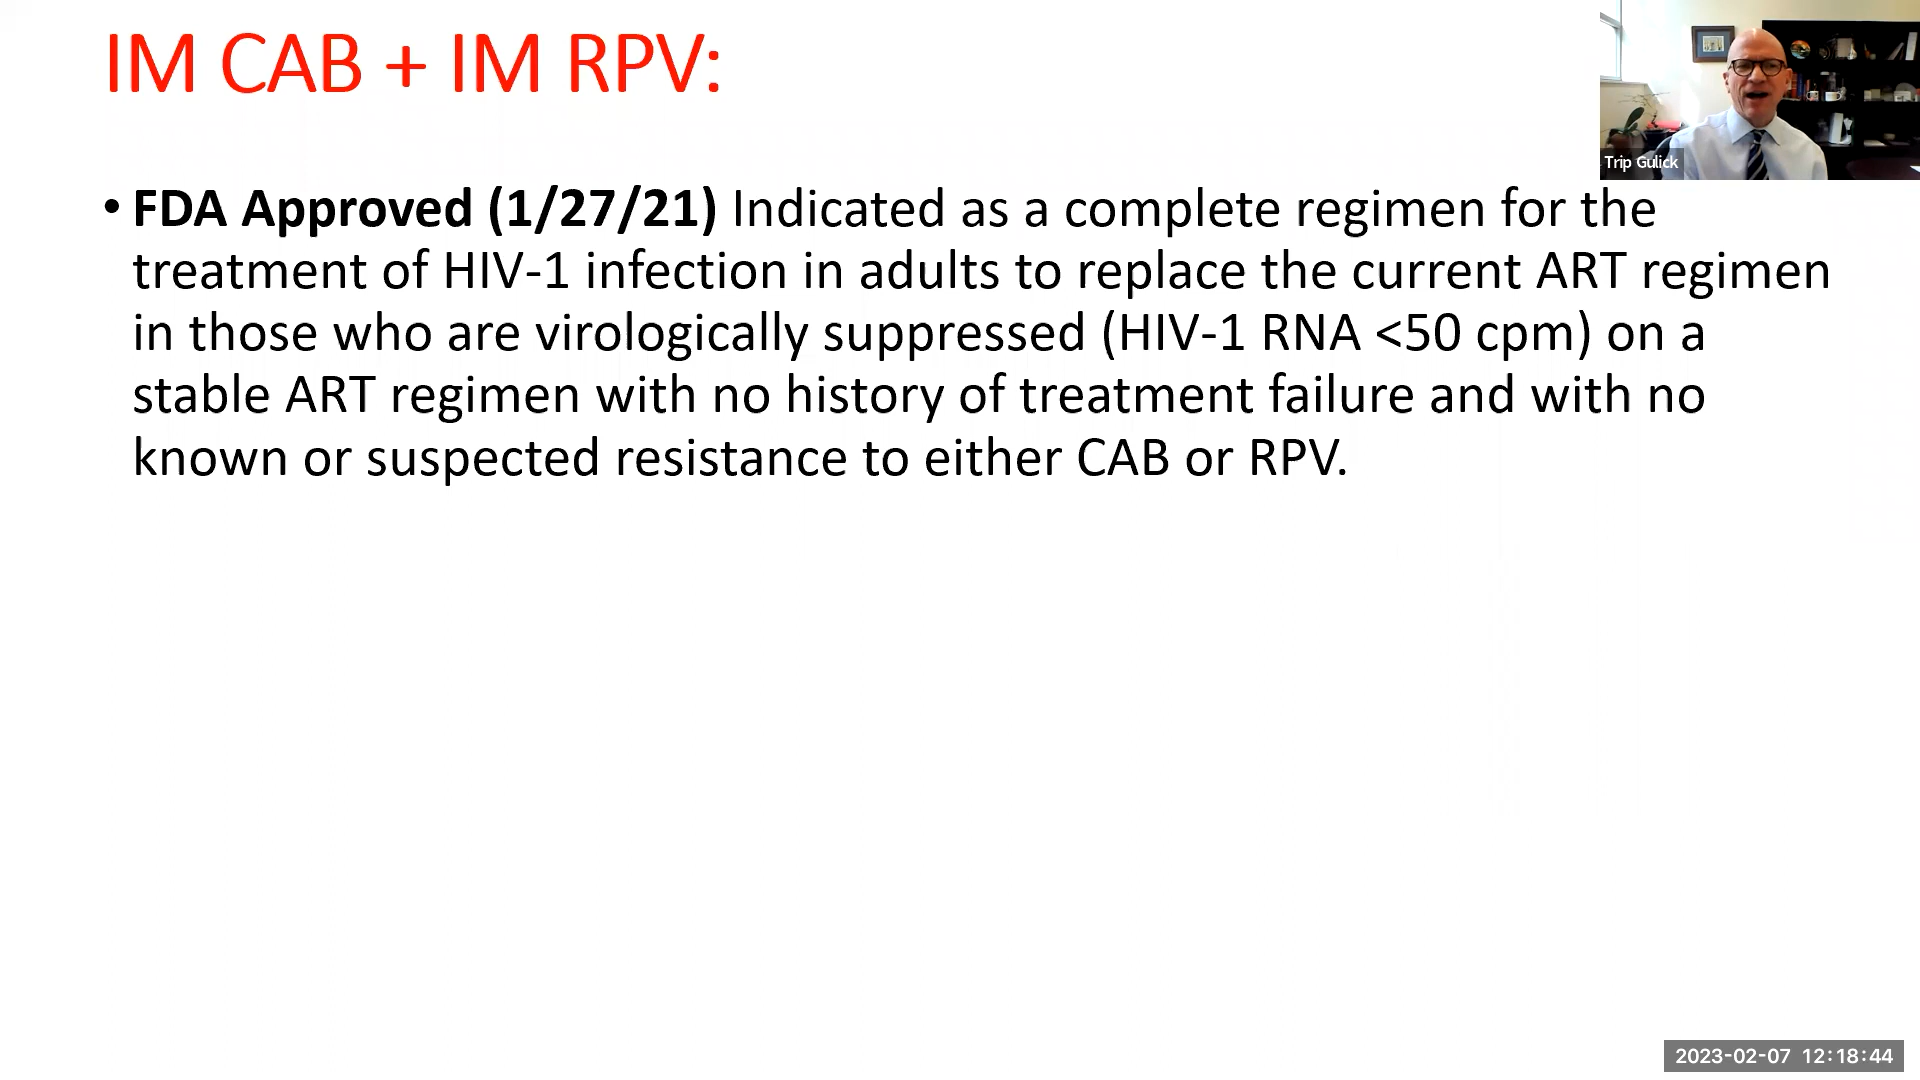 IM CAB + IM RPV:
Trip Gulick
• FDA Approved (1/27/21) Indicated as a complete regimen for the
treatment of HIV-1 infection in adults to replace the current ART regimen
in those who are virologically suppressed (HIV-1 RNA <50 cpm) on a
stable ART regimen with no history of treatment failure and with no
known or suspected resistance to either CAB or RPV.
2023-02-07 12:18:44